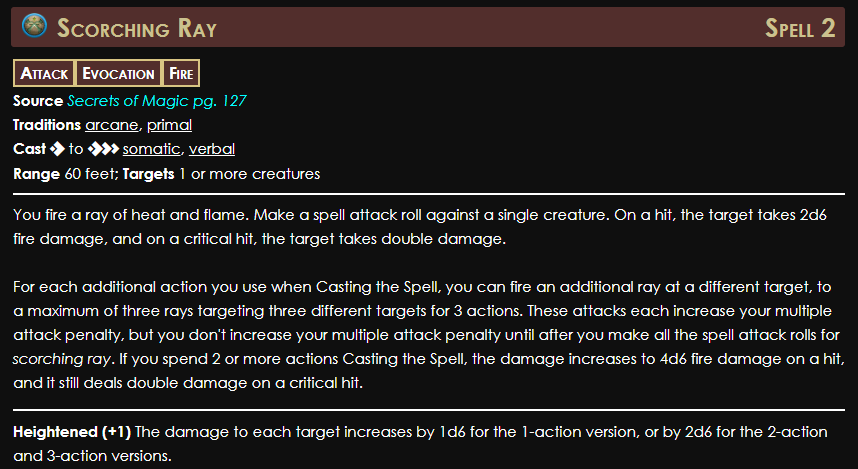 Scorching Ray Spell 2
Attack Evocation Fire
Source Secrets of Magic pg. 127
Traditions arcane, primal
Cast to somatic, verbal
Range 60 feet; Targets 1 or more creatures
You fire a ray of heat and flame. Make a spell attack roll against a single creature. On a hit, the target takes 2d6
fire damage, and on a critical hit, the target takes double damage.
For each additional action you use when Casting the Spell, you can fire an additional ray at a different target, to
a maximum of three rays targeting three different targets for 3 actions. These attacks each increase your multiple
attack penalty, but you don't increase your multiple attack penalty until after you make all the spell attack rolls for
scorching ray. If you spend 2 or more actions Casting the Spell, the damage increases to 4d6 fire damage on a hit,
and it still deals double damage on a critical hit.
Heightened (+1) The damage to each target increases by 1d6 for the 1-action version, or by 2d6 for the 2-action
and 3-action versions.